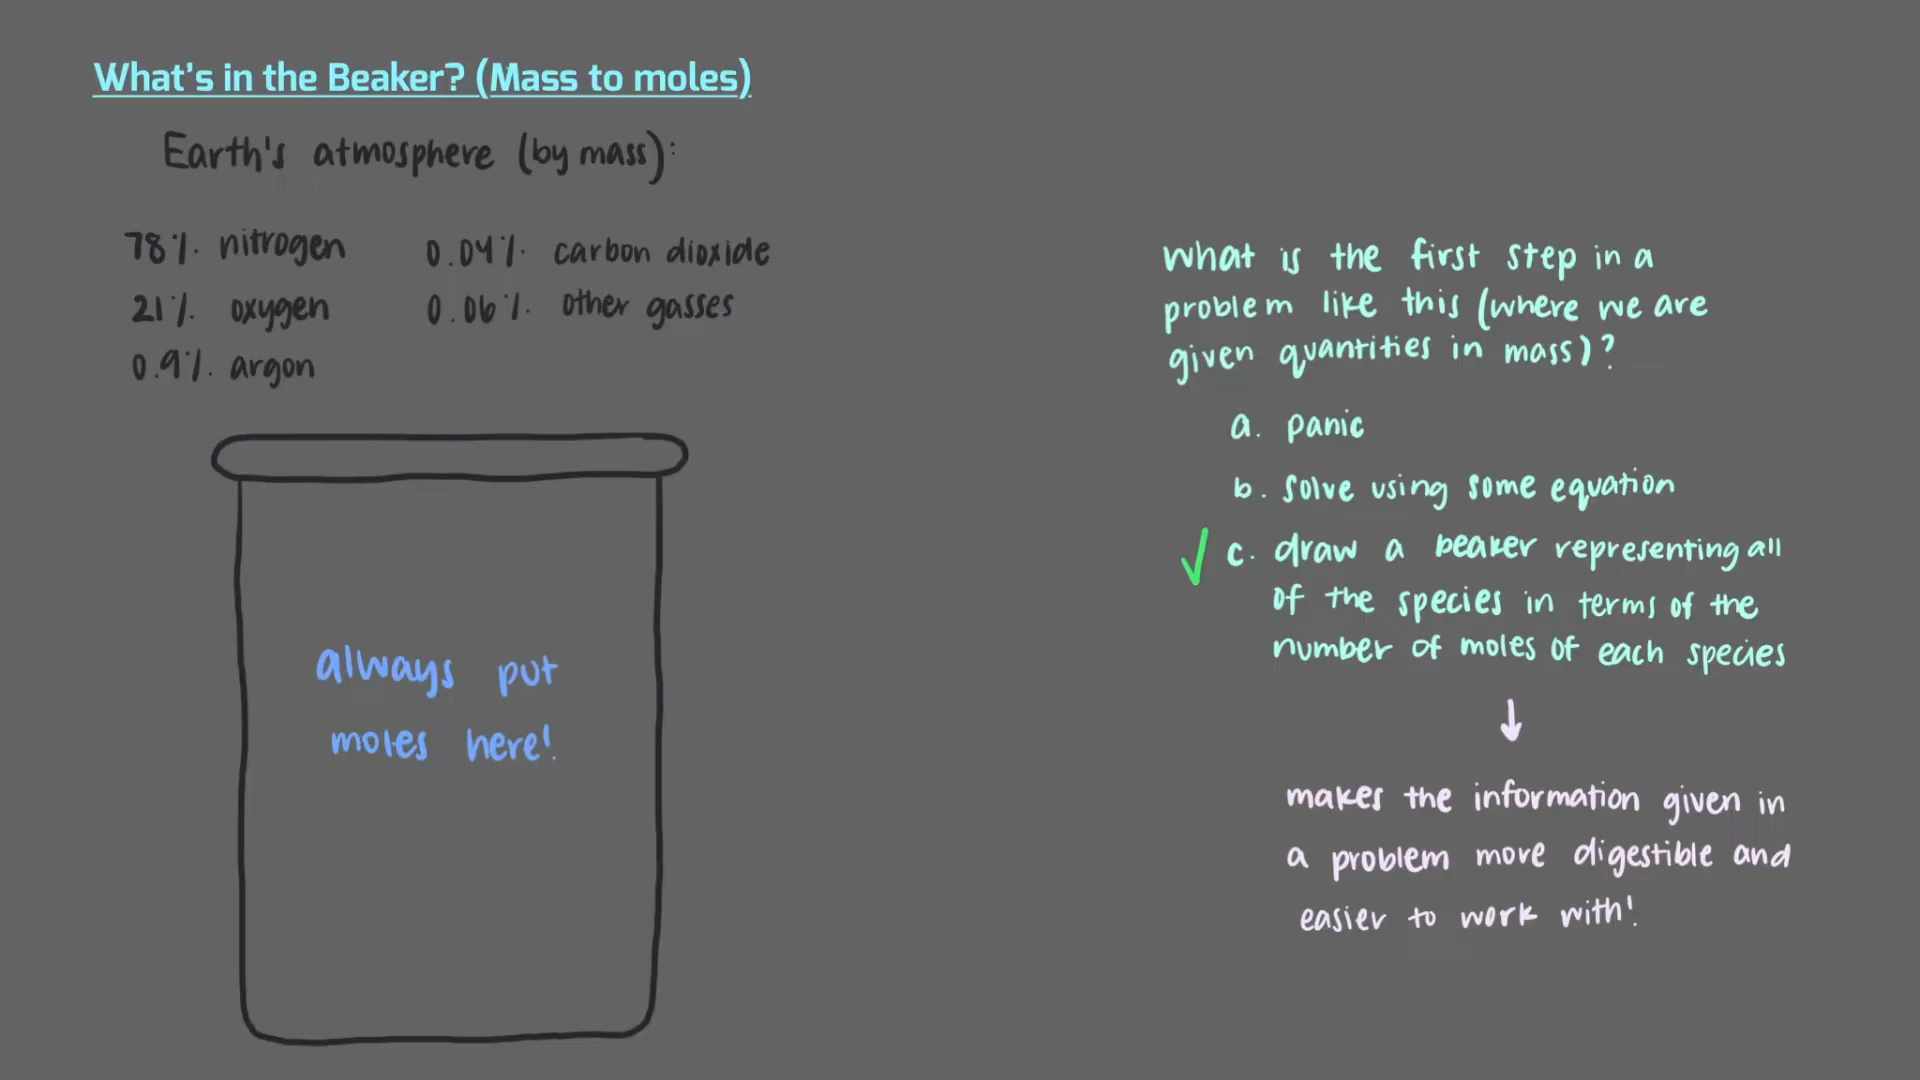 What's in the Beaker? (Mass to moles)
Earth's atmosphere (by mass):
78%. nitrogen
21%. oxygen
0.9%. argon
0.04%. carbon dioxide
0.06%. other gasses
always put
moles here!
what is the first step in a
problem like this (where we are
given quantities in mass)?
a. panic
b. solve using some equation
✓ c. draw a beaker representing all
of the species in terms of the
number of moles of each species
↓
makes the information given in
a problem more digestible and
easier to work with!